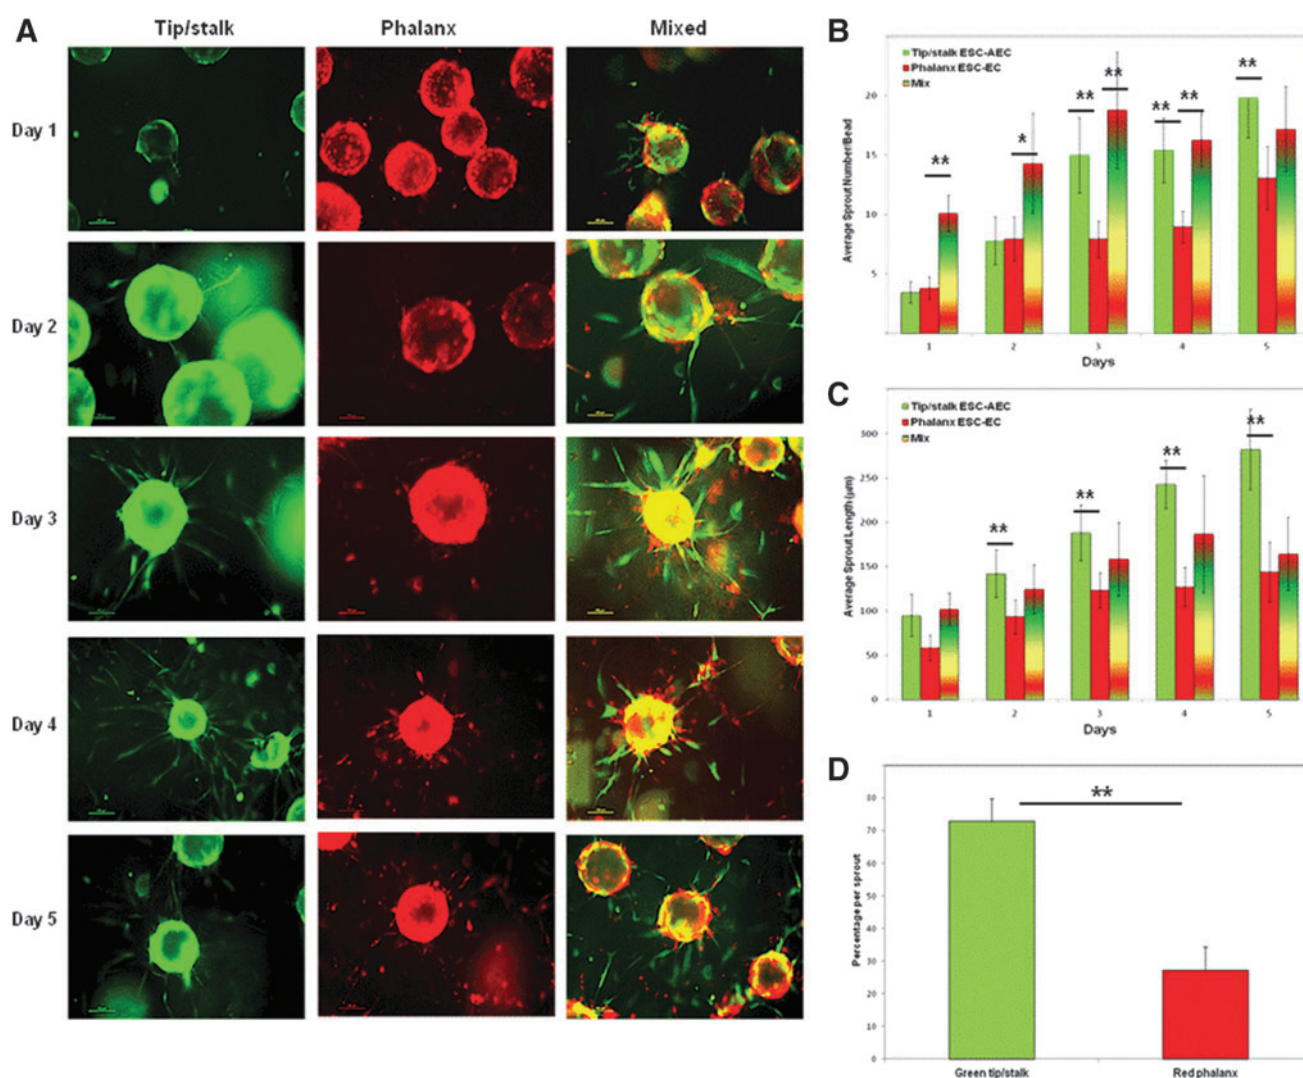 A
Tip/stalk Phalanx Mixed
Day 1
Day 2
Day 3
Day 4
Day 5
B
Tip/stalk ESC-AEC
Phalanx ESC-EC
Mix
Average Sprout Number/Bead
20
15
10
5
** * ** ** ** ** **
1 2 3 4 5
Days
C
Tip/stalk ESC-AEC
Phalanx ESC-EC
Mix
Average Sprout Length (µm)
300
250
200
150
100
50
0
** ** ** **
1 2 3 4 5
Days
D
Percentage per sprout
80
70
60
50
40
30
20
10
0
**
Green tip/stalk Red phalanx